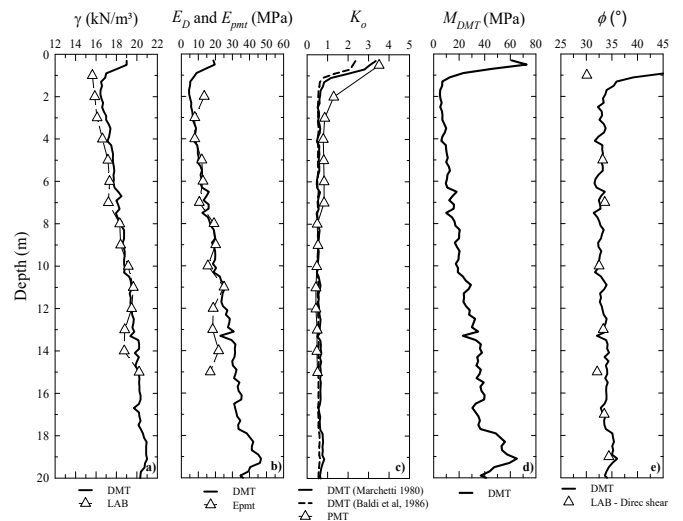 γ (kN/m³)
E_D and E_pmt (MPa)
K_o
M_DMT (MPa)
ϕ (°)
12 14 16 18 20 22
0 10 20 30 40 50 60
0 1 2 3 4 5
0 20 40 60 80
25 30 35 40 45
Depth (m)
0
2
4
6
8
10
12
14
16
18
20
a)
b)
c)
d)
e)
DMT
LAB
DMT
Epmt
DMT (Marchetti 1980)
DMT (Baldi et al, 1986)
PMT
DMT
DMT
LAB - Direc shear